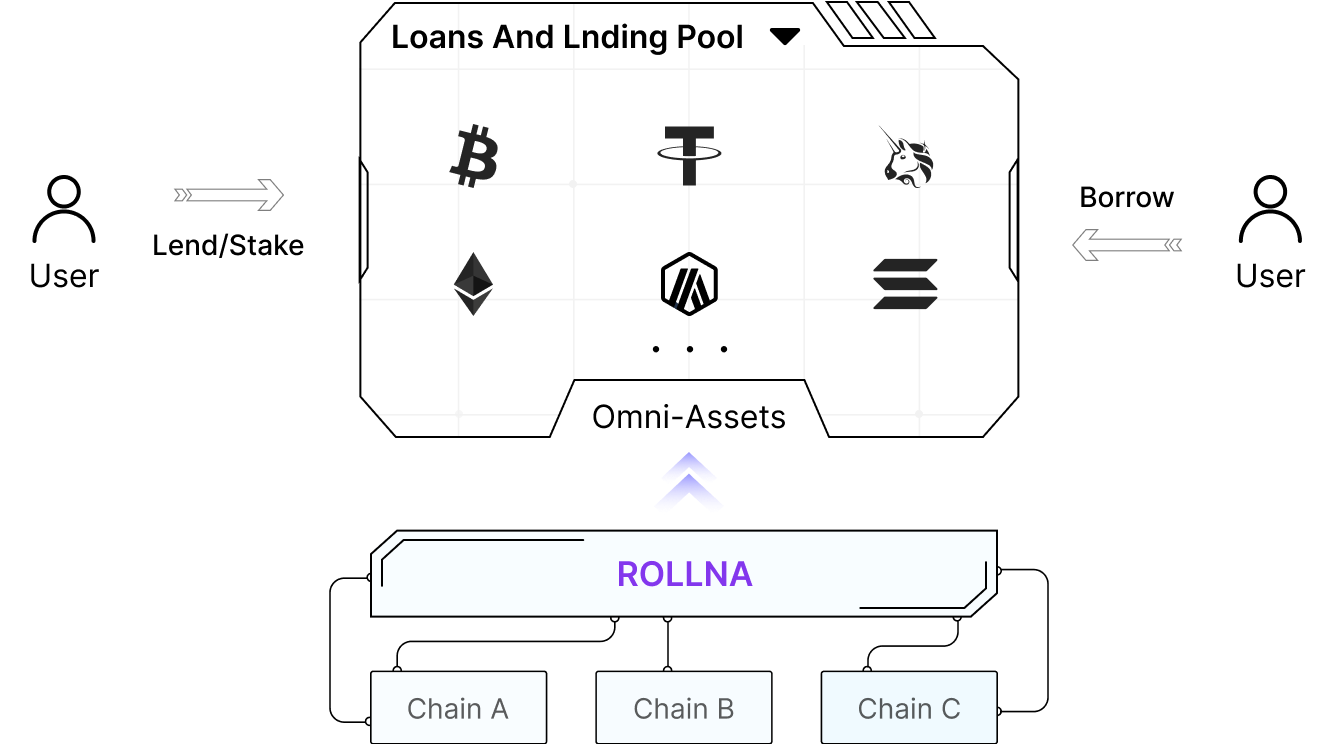 Loans And Lnding Pool
Lend/Stake
User
Borrow
User
Omni-Assets
ROLLNA
Chain A
Chain B
Chain C